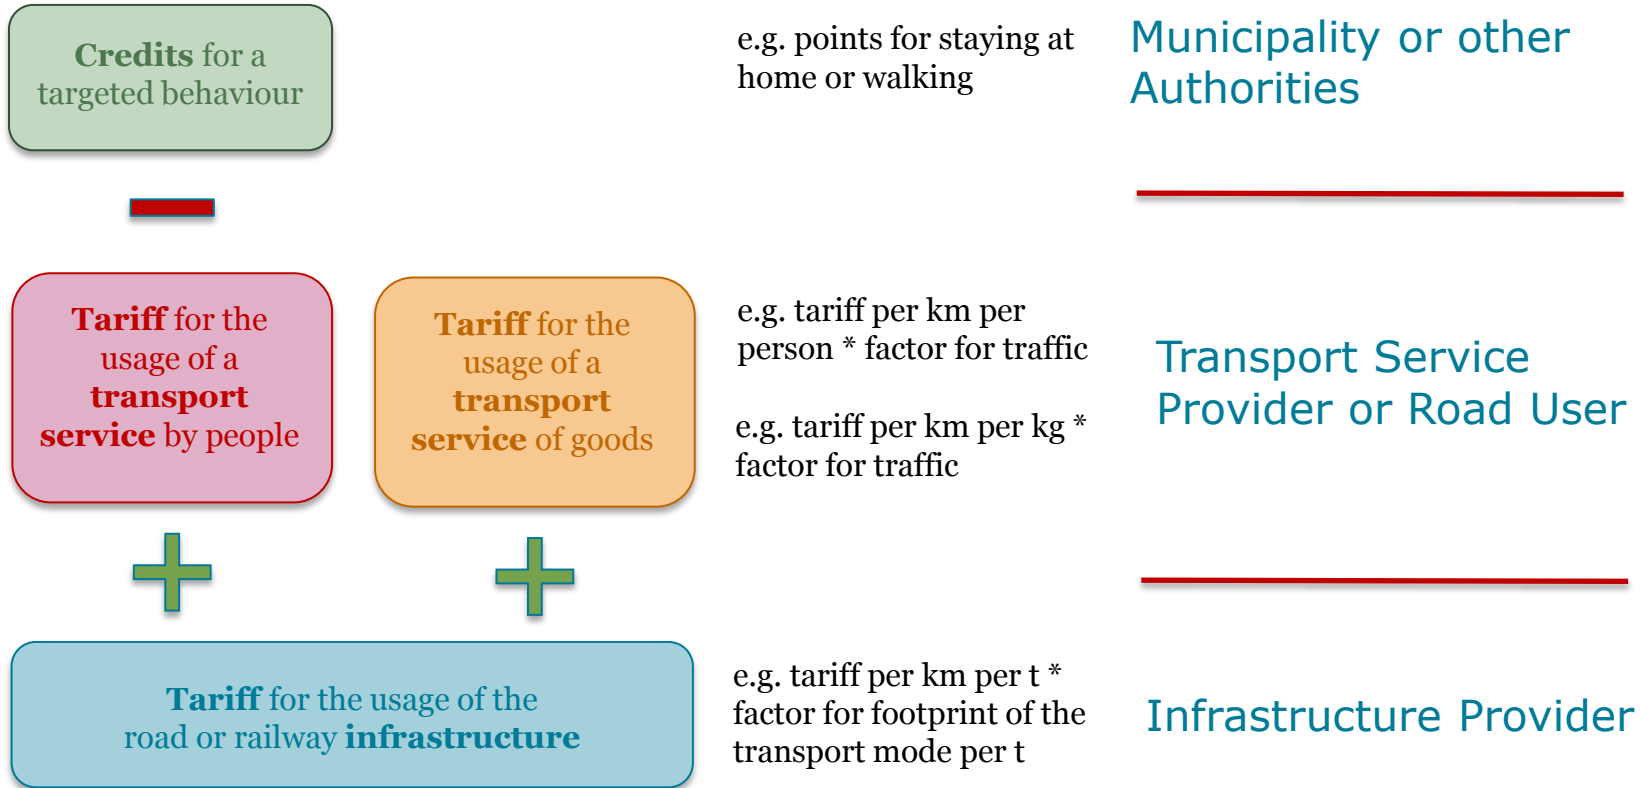 Credits for a
targeted behaviour
e.g. points for staying at
home or walking
Municipality or other
Authorities
Tariff for the
usage of a
transport
service by people
Tariff for the
usage of a
transport
service of goods
e.g. tariff per km per
person * factor for traffic
e.g. tariff per km per kg *
factor for traffic
Transport Service
Provider or Road User
Tariff for the usage of the
road or railway infrastructure
e.g. tariff per km per t *
factor for footprint of the
transport mode per t
Infrastructure Provider